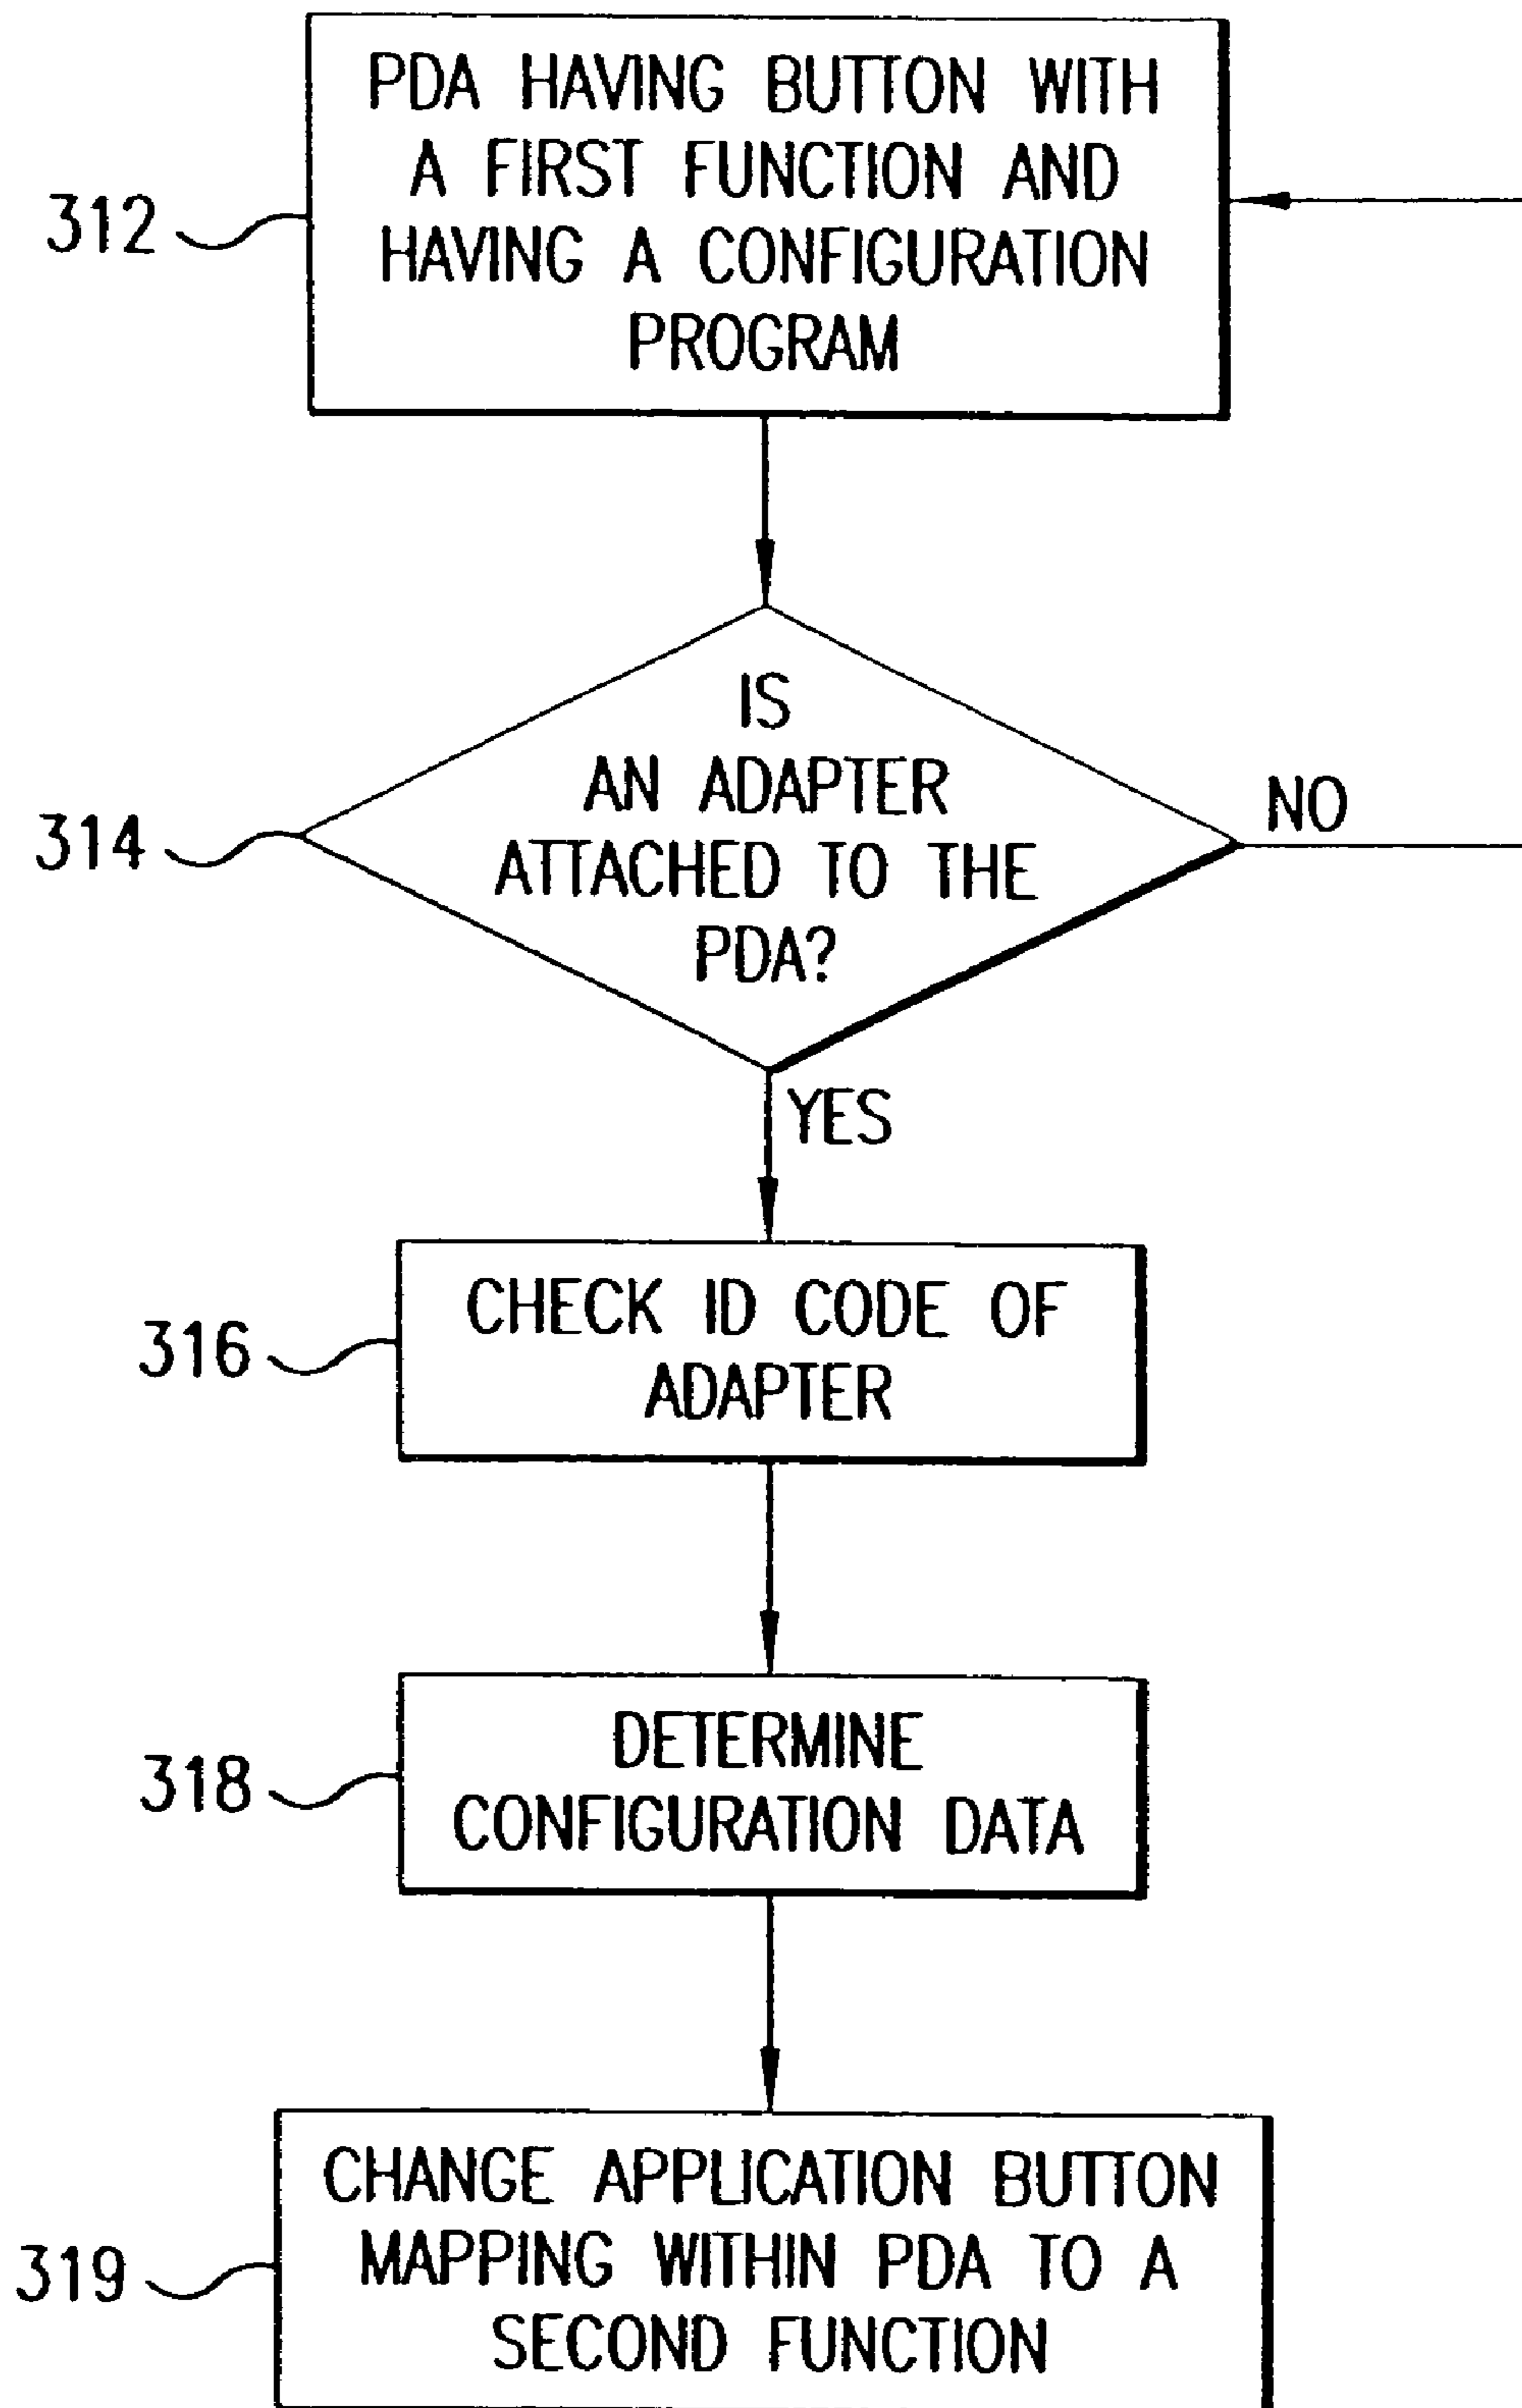 PDA HAVING BUTTON WITH
A FIRST FUNCTION AND
HAVING A CONFIGURATION
PROGRAM
312
IS
AN ADAPTER
ATTACHED TO THE
PDA?
314
NO
YES
CHECK ID CODE OF
ADAPTER
316
DETERMINE
CONFIGURATION DATA
318
CHANGE APPLICATION BUTTON
MAPPING WITHIN PDA TO A
SECOND FUNCTION
319